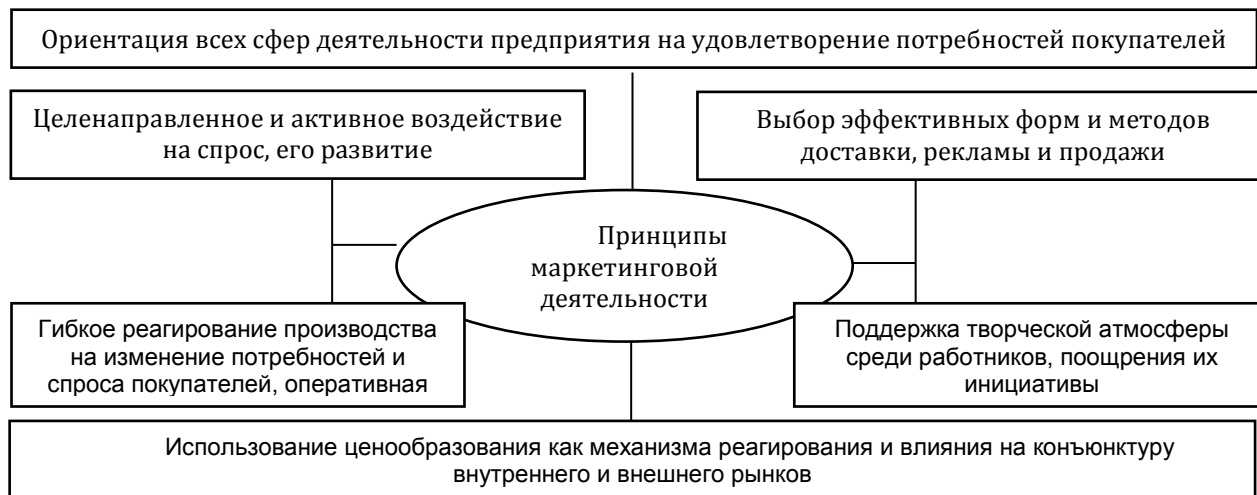 Ориентация всех сфер деятельности предприятия на удовлетворение потребностей покупателей
Целенаправленное и активное воздействие
на спрос, его развитие
Выбор эффективных форм и методов
доставки, рекламы и продажи
Принципы
маркетинговой
деятельности
Гибкое реагирование производства
на изменение потребностей и
спроса покупателей, оперативная
Поддержка творческой атмосферы
среди работников, поощрения их
инициативы
Использование ценообразования как механизма реагирования и влияния на конъюнктуру
внутреннего и внешнего рынков